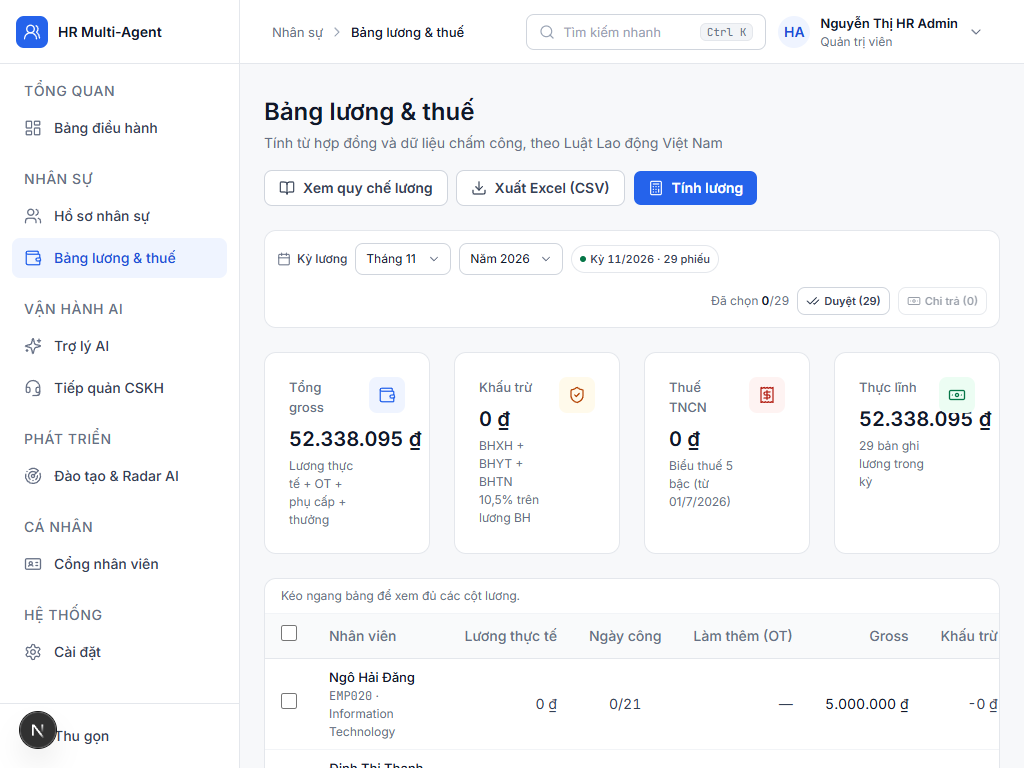 HR Multi-Agent
Nhân sự > Bảng lương & thuế
Tìm kiếm nhanh
Ctrl K
HA
Nguyễn Thị HR Admin
Quản trị viên
TỔNG QUAN
Bảng điều hành
NHÂN SỰ
Hồ sơ nhân sự
Bảng lương & thuế
VẬN HÀNH AI
Trợ lý AI
Tiếp quản CSKH
PHÁT TRIỂN
Đào tạo & Radar AI
CÁ NHÂN
Cổng nhân viên
HỆ THỐNG
Cài đặt
N
Thu gọn
Bảng lương & thuế
Tính từ hợp đồng và dữ liệu chấm công, theo Luật Lao động Việt Nam
Xem quy chế lương
Xuất Excel (CSV)
Tính lương
Kỳ lương
Tháng 11
Năm 2026
Kỳ 11/2026 · 29 phiếu
Đã chọn 0/29
Duyệt (29)
Chi trả (0)
Tổng
gross
52.338.095 ₫
Lương thực
tế + OT +
phụ cấp +
thưởng
Khấu trừ
0 ₫
BHXH +
BHYT +
BHTN
10,5% trên
lương BH
Thuế
TNCN
0 ₫
Biểu thuế 5
bậc (từ
01/7/2026)
Thực lĩnh
52.338.095 ₫
29 bản ghi
lương trong
kỳ
Kéo ngang bảng để xem đủ các cột lương.
Nhân viên
Lương thực tế
Ngày công
Làm thêm (OT)
Gross
Khấu trừ
Ngô Hải Đăng
EMP020 ·
Information
Technology
0 ₫
0/21
—
5.000.000 ₫
-0 ₫
Đinh Thị Thanh